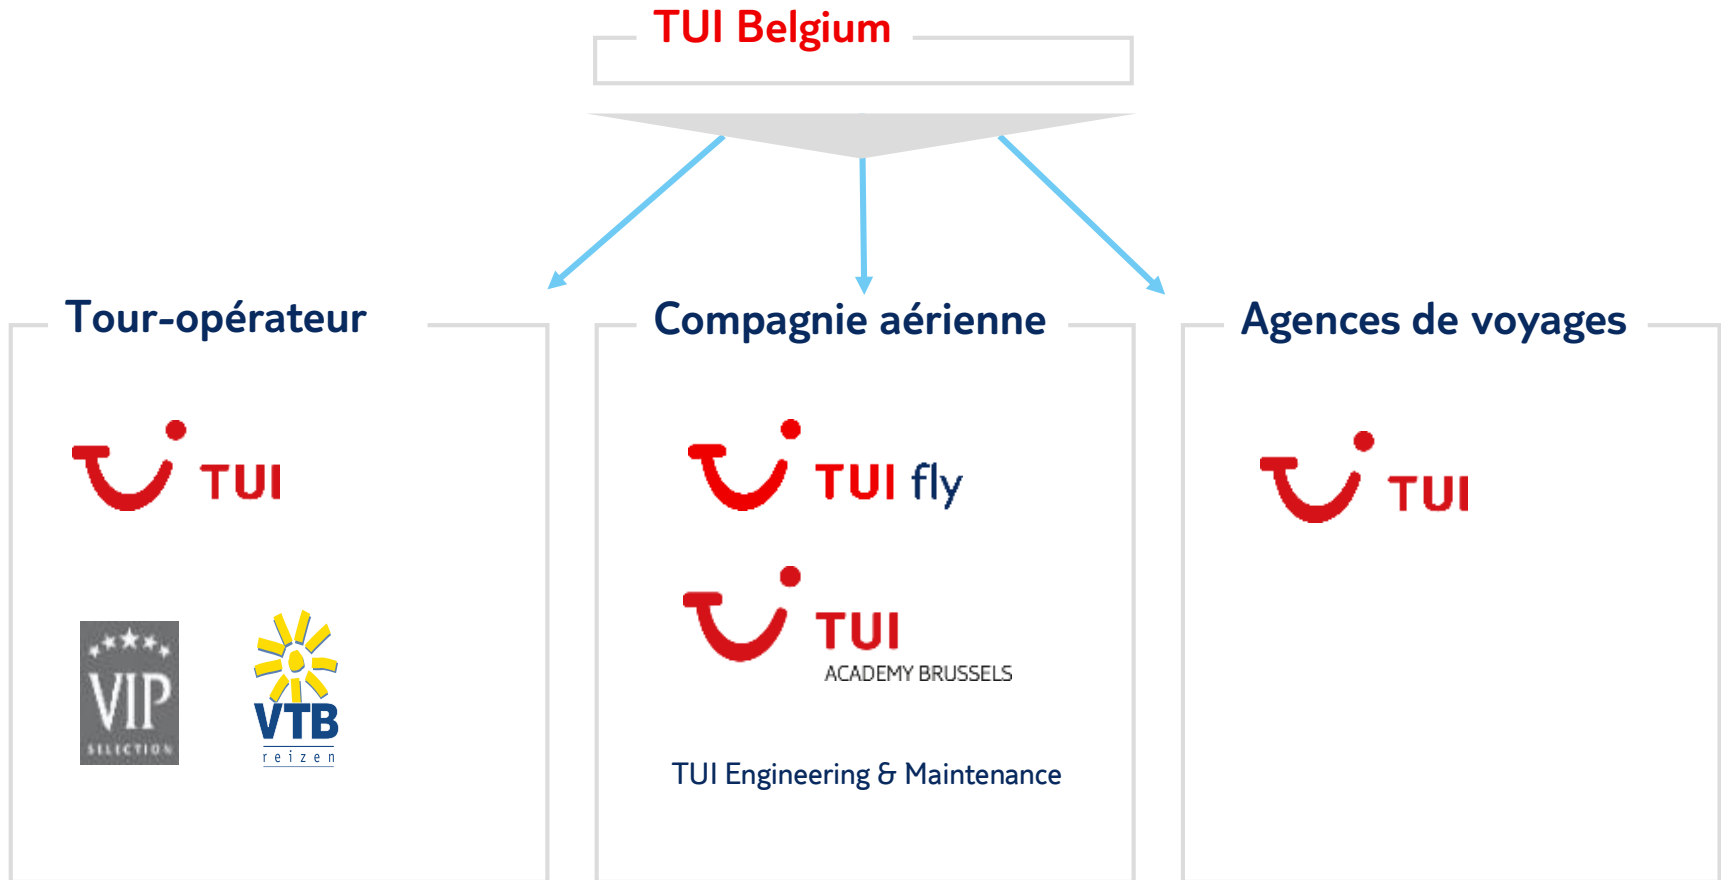 TUI Belgium
Tour-opérateur
Compagnie aérienne
Agences de voyages
TUI
VIP
SELECTION
VTB
reizen
TUI fly
TUI
ACADEMY BRUSSELS
TUI Engineering & Maintenance
TUI